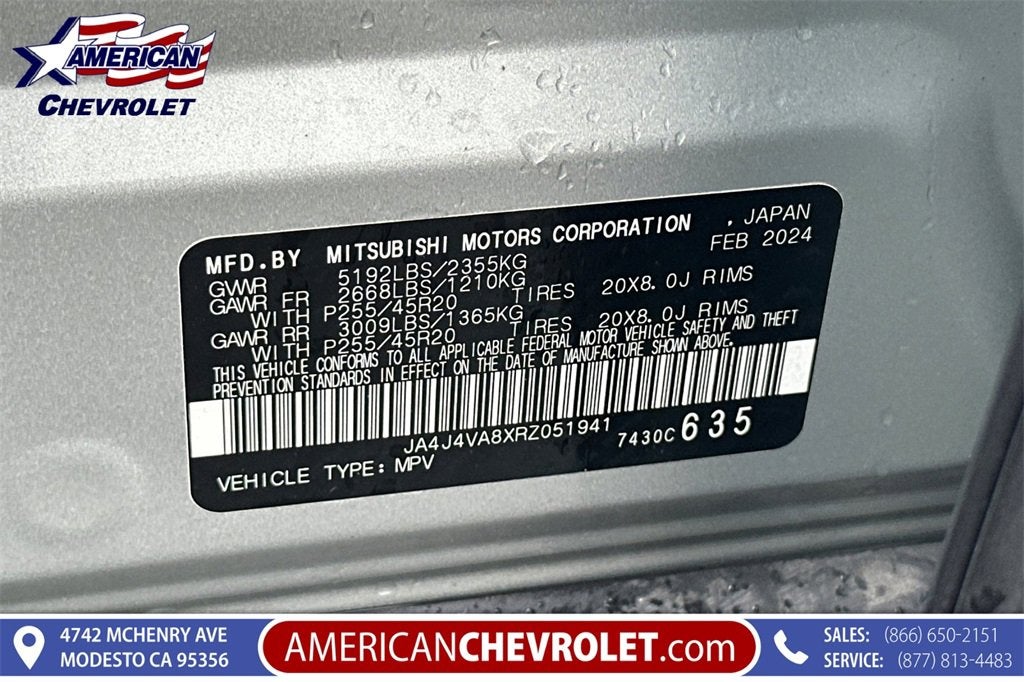 AMERICAN
CHEVROLET
MFD.BY MITSUBISHI MOTORS CORPORATION , JAPAN
GVWR 5192LBS/2355KG FEB 2024
GAWR FR 2668LBS/1210KG
WITH P255/45R20 TIRES 20X8.0J RIMS
GAWR RR 3009LBS/1365KG
WITH P255/45R20 TIRES 20X8.0J RIMS
THIS VEHICLE CONFORMS TO ALL APPLICABLE FEDERAL MOTOR VEHICLE SAFETY AND THEFT
PREVENTION STANDARDS IN EFFECT ON THE DATE OF MANUFACTURE SHOWN ABOVE.
JA4J4VA8XRZ051941 7430C 635
VEHICLE TYPE: MPV
4742 MCHENRY AVE
MODESTO CA 95356
AMERICANCHEVROLET.com
SALES: (866) 650-2151
SERVICE: (877) 813-4483